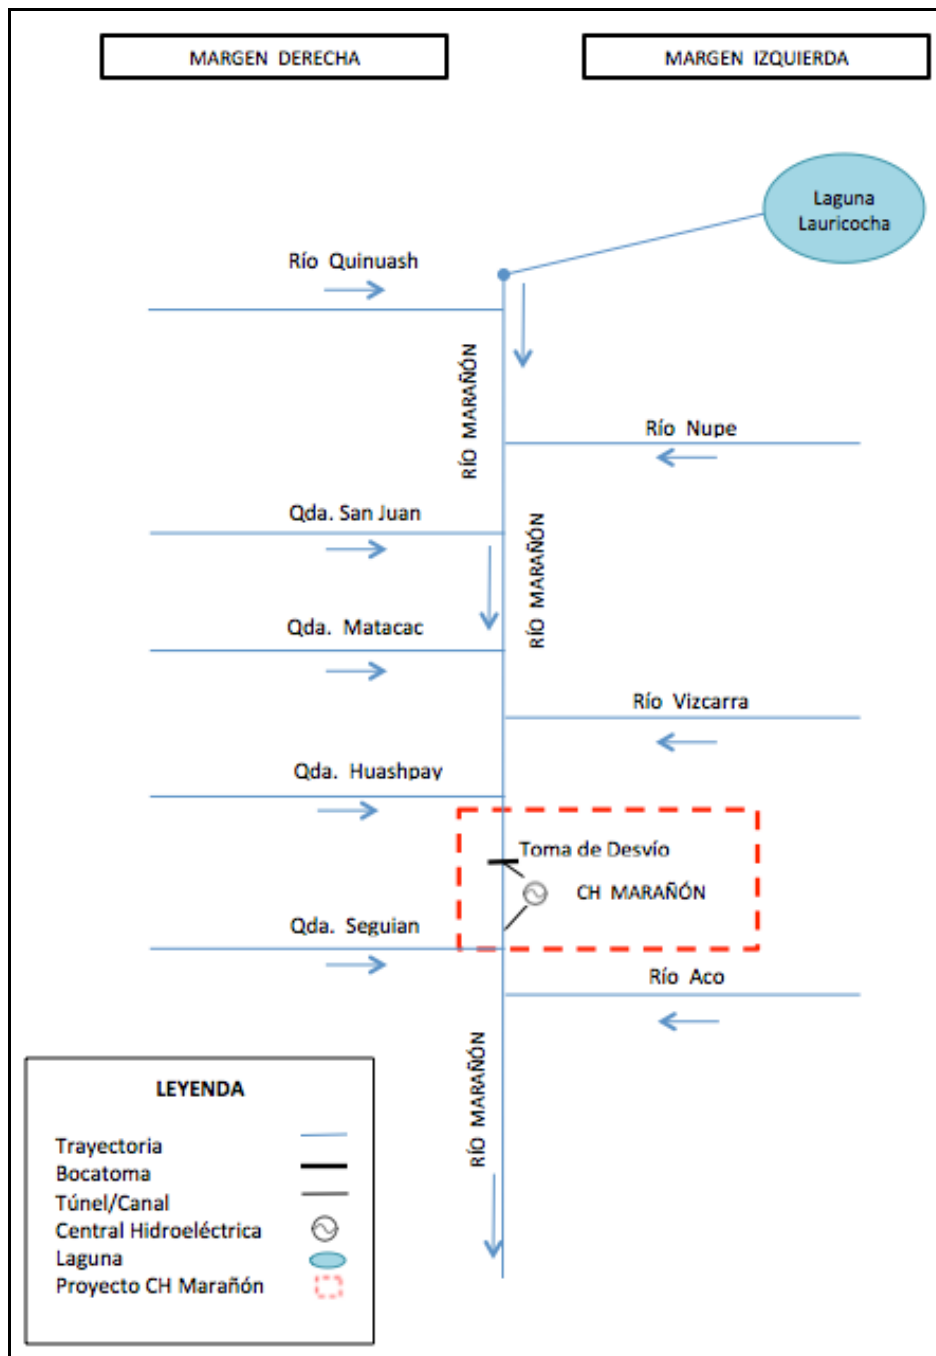 MARGEN DERECHA
MARGEN IZQUIERDA
Laguna
Lauricocha
Río Quinuash
RÍO MARAÑÓN
Río Nupe
Qda. San Juan
RÍO MARAÑÓN
Qda. Matacac
Río Vizcarra
Qda. Huashpay
Toma de Desvío
CH MARAÑÓN
Qda. Seguian
Río Aco
RÍO MARAÑÓN
LEYENDA
Trayectoria
Bocatoma
Túnel/Canal
Central Hidroeléctrica
Laguna
Proyecto CH Marañón